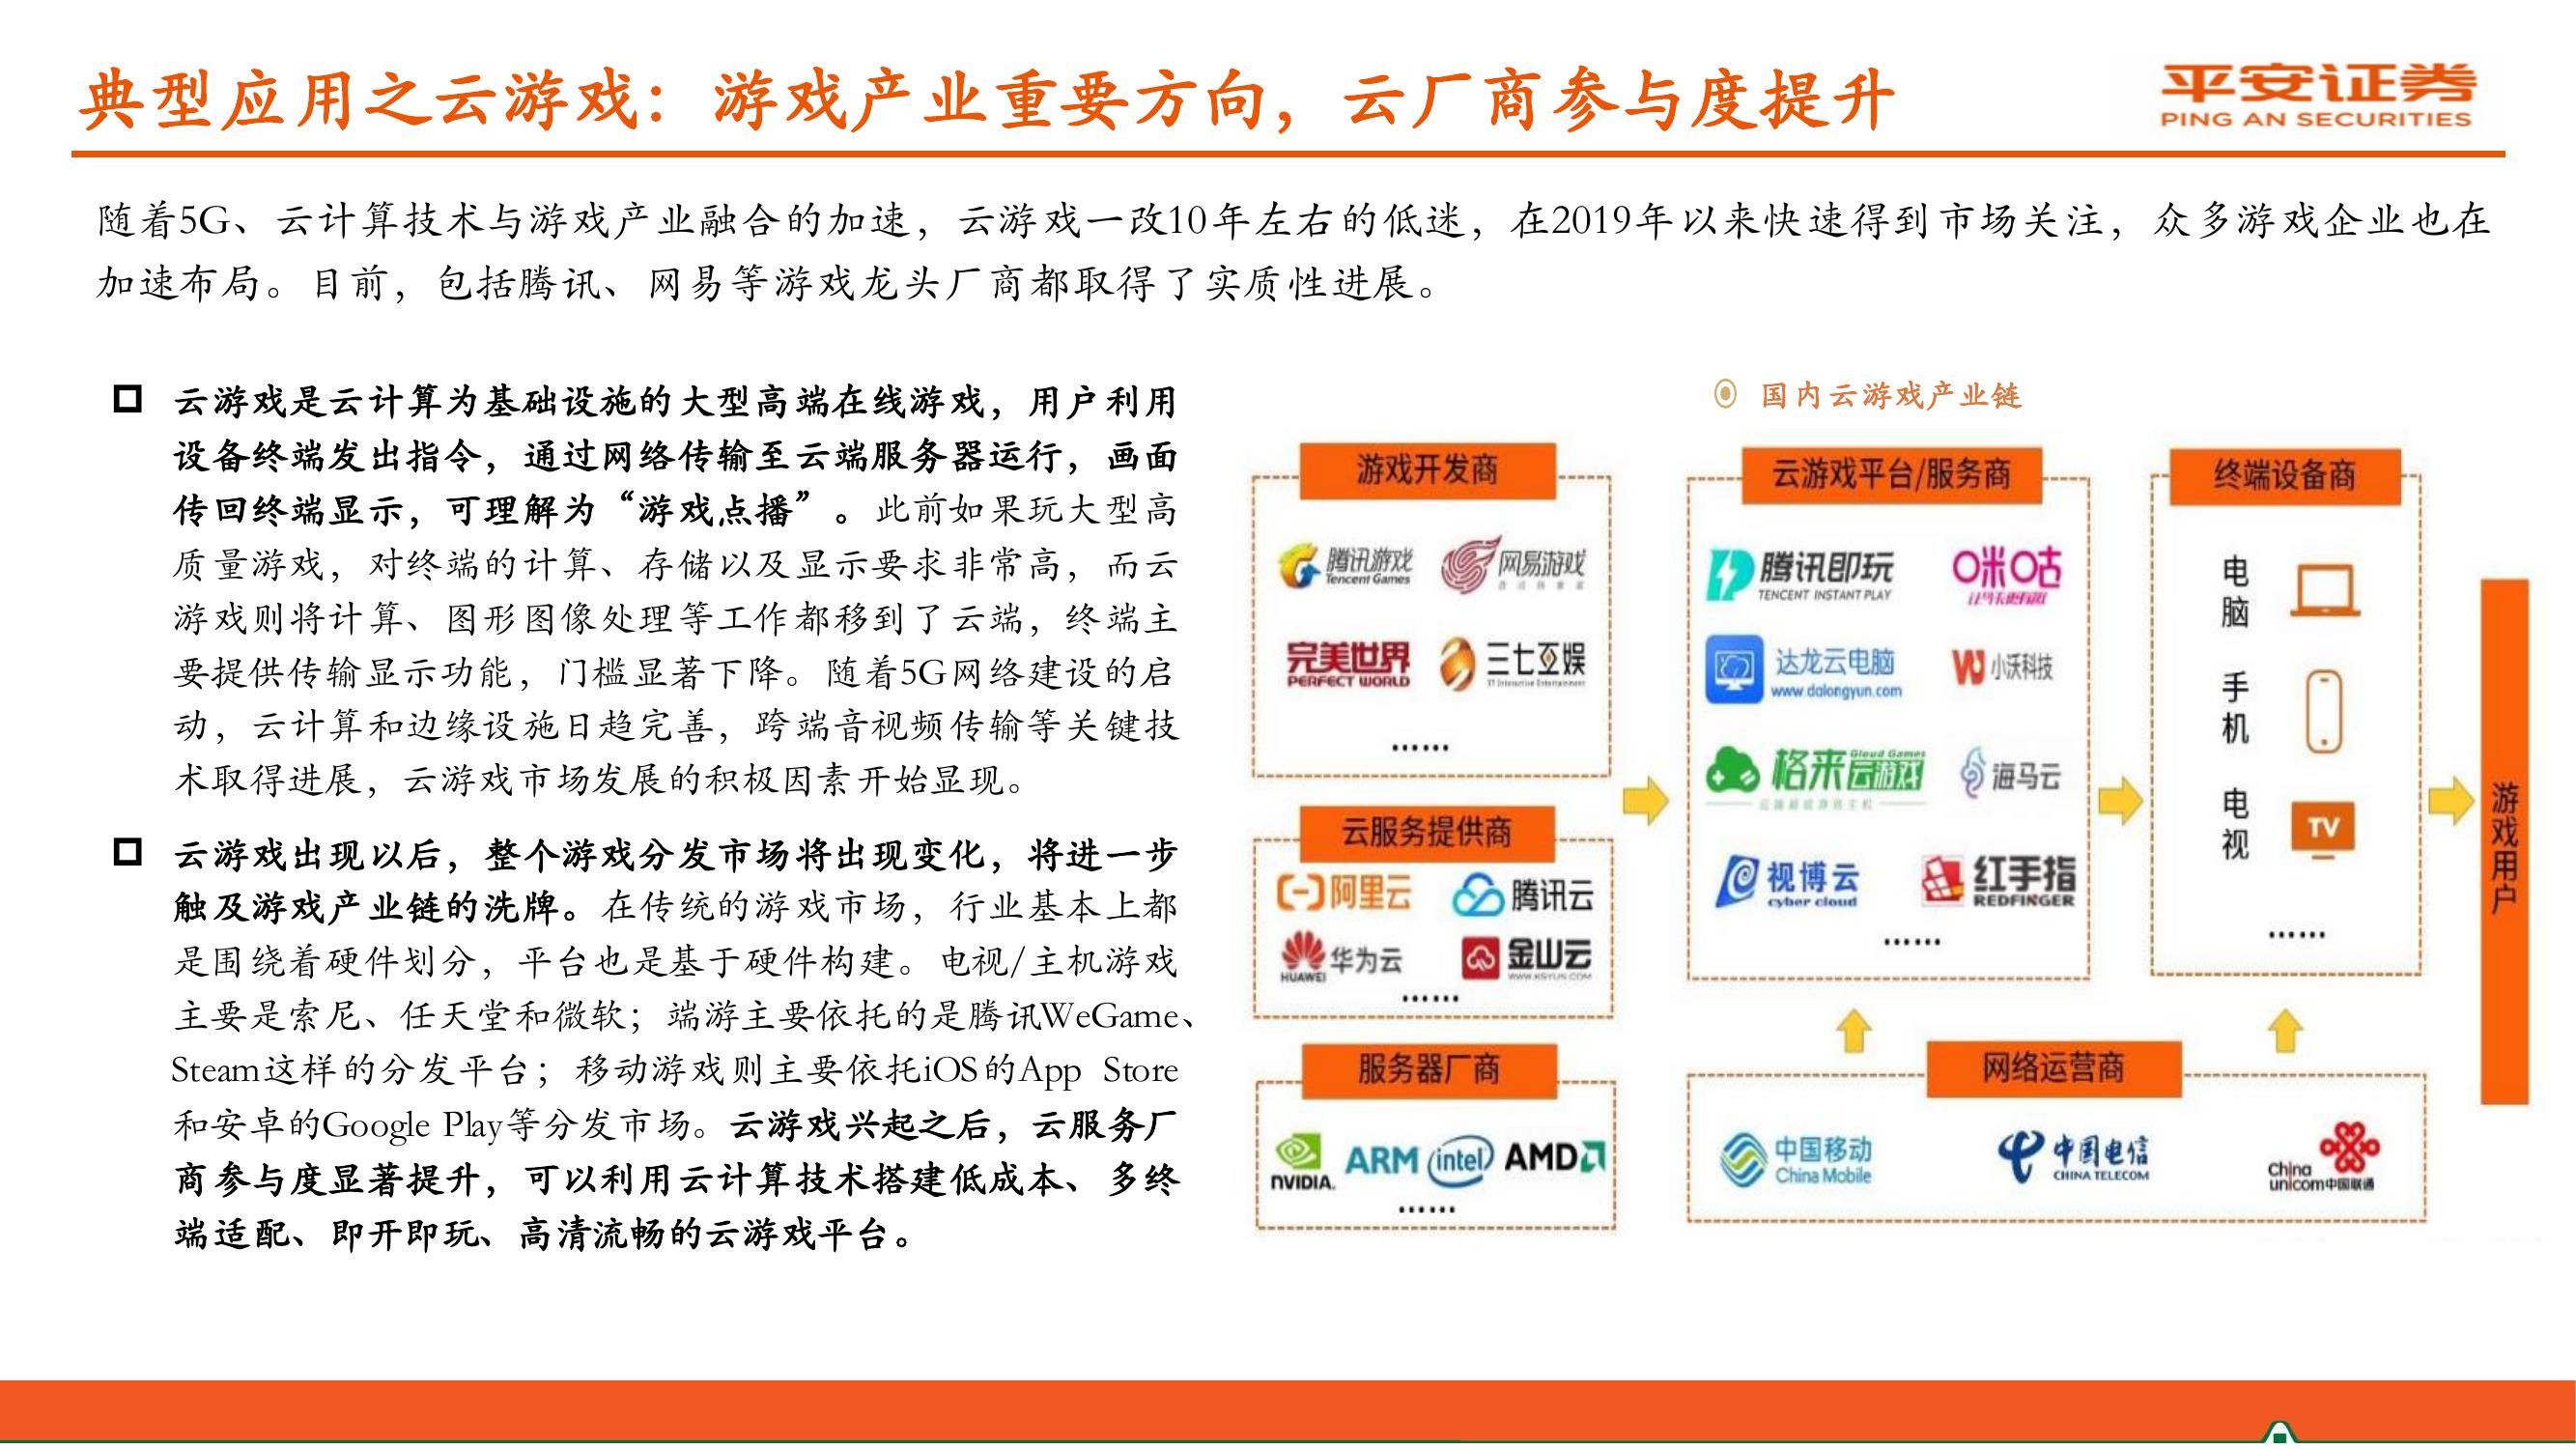 典型应用之云游戏：游戏产业重要方向，云厂商参与度提升
平安证券
PING AN SECURITIES
随着5G、云计算技术与游戏产业融合的加速，云游戏一改10年左右的低迷，在2019年以来快速得到市场关注，众多游戏企业也在
加速布局。目前，包括腾讯、网易等游戏龙头厂商都取得了实质性进展。
云游戏是云计算为基础设施的大型高端在线游戏，用户利用
设备终端发出指令，通过网络传输至云端服务器运行，画面
传回终端显示，可理解为“游戏点播”。此前如果玩大型高
质量游戏，对终端的计算、存储以及显示要求非常高，而云
游戏则将计算、图形图像处理等工作都移到了云端，终端主
要提供传输显示功能，门槛显著下降。随着5G网络建设的启
动，云计算和边缘设施日趋完善，跨端音视频传输等关键技
术取得进展，云游戏市场发展的积极因素开始显现。
云游戏出现以后，整个游戏分发市场将出现变化，将进一步
触及游戏产业链的洗牌。在传统的游戏市场，行业基本上都
是围绕着硬件划分，平台也是基于硬件构建。电视/主机游戏
主要是索尼、任天堂和微软；端游主要依托的是腾讯WeGame、
Steam这样的分发平台；移动游戏则主要依托iOS的App Store
和安卓的Google Play等分发市场。云游戏兴起之后，云服务厂
商参与度显著提升，可以利用云计算技术搭建低成本、多终
端适配、即开即玩、高清流畅的云游戏平台。
国内云游戏产业链
游戏开发商
腾讯游戏
Tencent Games
网易游戏
完美世界
PERFECT WORLD
三七互娱
37 Interactive Entertainment
......
云服务提供商
阿里云
腾讯云
HUAWEI
华为云
金山云
WWW.KSYUN.COM
......
服务器厂商
NVIDIA.
ARM
intel
AMD
......
云游戏平台/服务商
腾讯即玩
TENCENT INSTANT PLAY
咪咕
达龙云电脑
www.dalongyun.com
小沃科技
格来云游戏
Gloud Games
海马云
视博云
cyber cloud
红手指
REDFINGER
......
终端设备商
电脑
手机
电视
TV
......
网络运营商
中国移动
China Mobile
中国电信
CHINA TELECOM
China
unicom中国联通
游戏用户